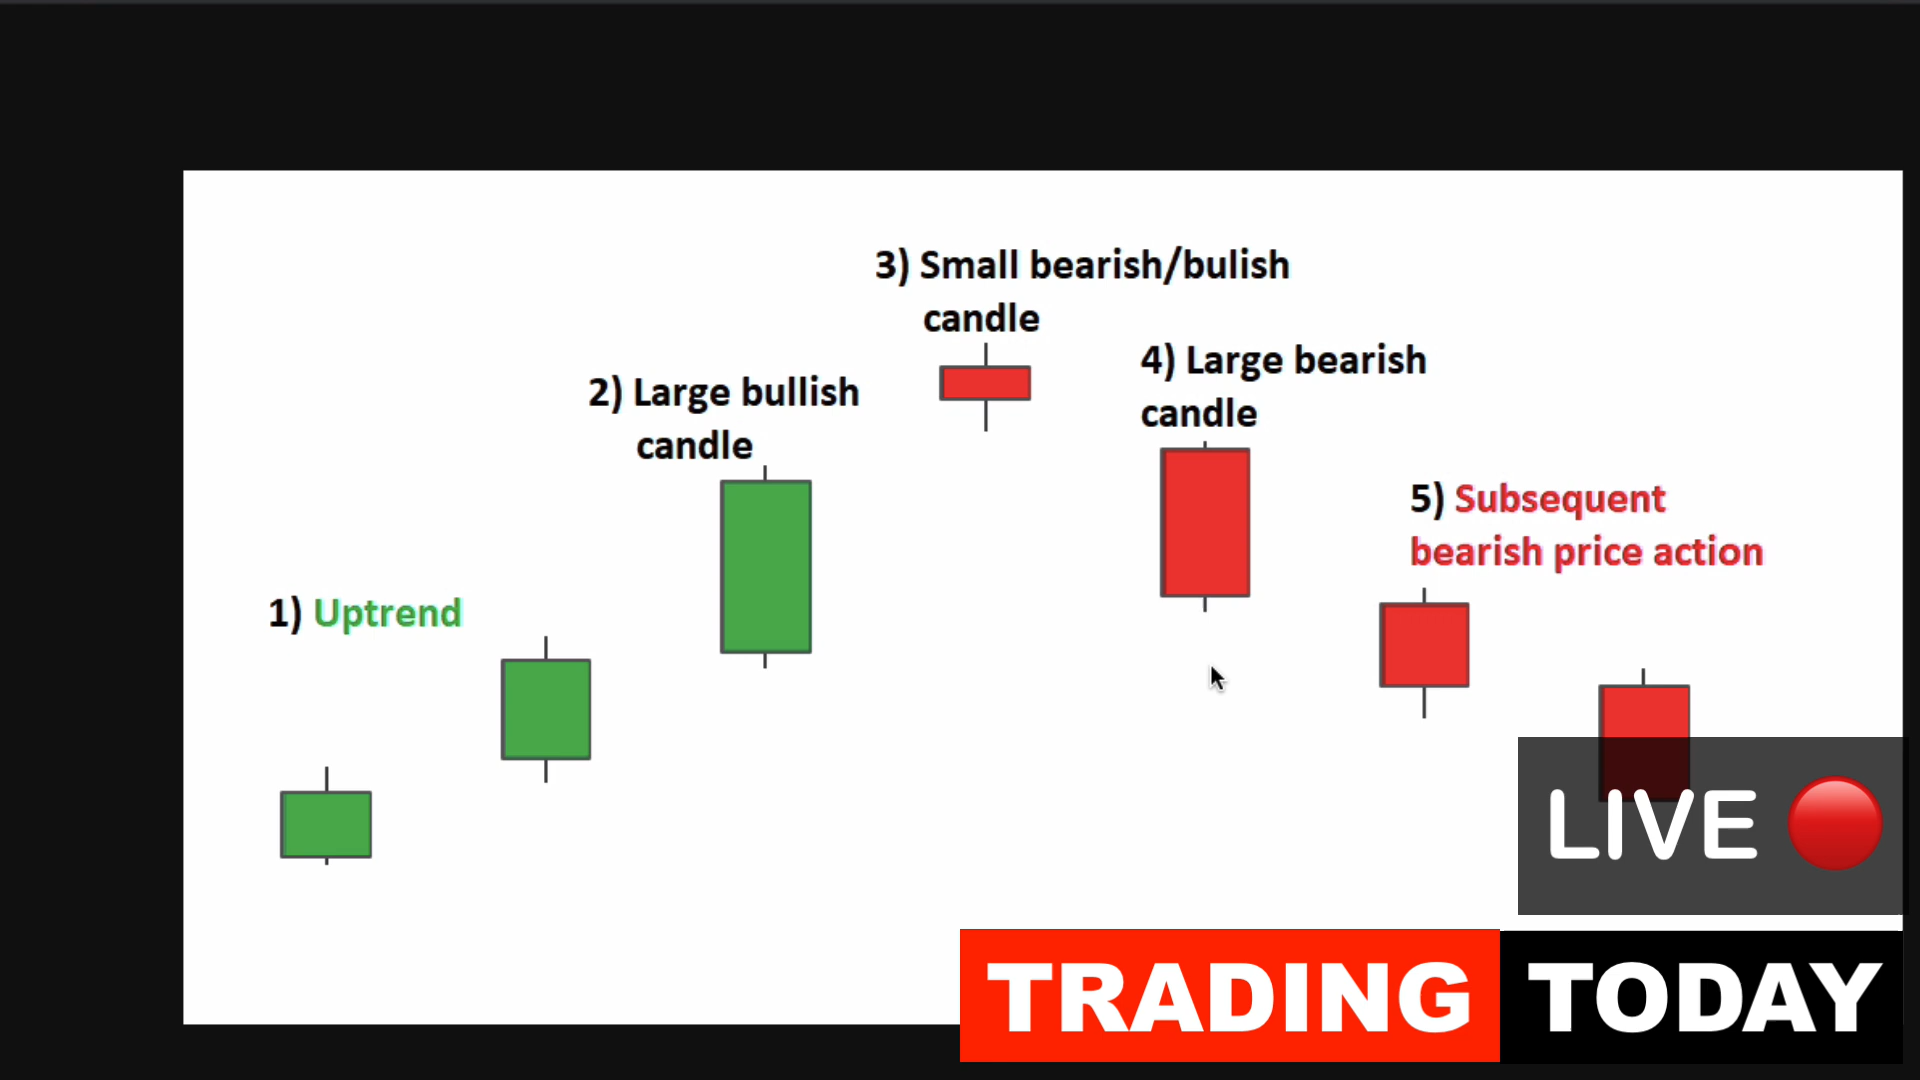 3) Small bearish/bulish
candle
4) Large bearish
candle
2) Large bullish
candle
5) Subsequent
bearish price action
1) Uptrend
LIVE
TRADING TODAY